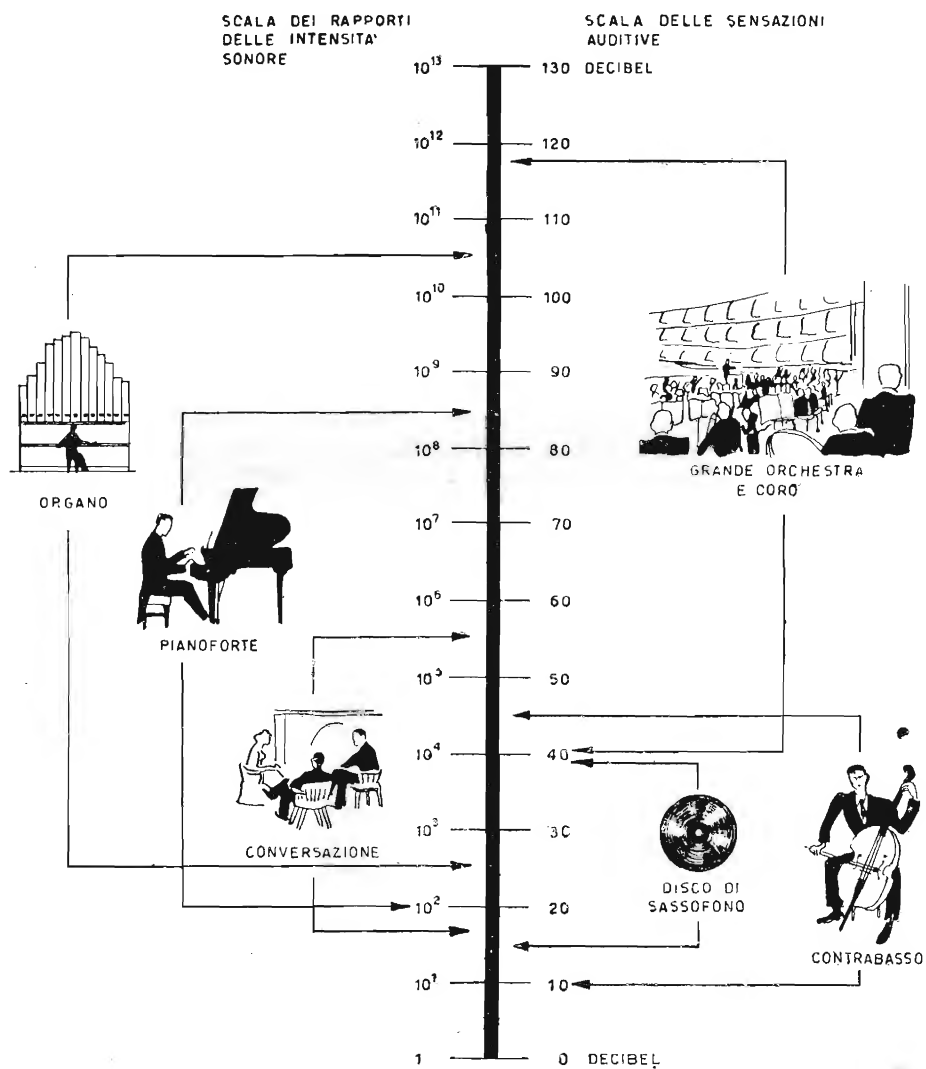 SCALA DEI RAPPORTI
DELLE INTENSITA'
SONORE
SCALA DELLE SENSAZIONI
AUDITIVE
10¹³ 130 DECIBEL
10¹² 120
10¹¹ 110
10¹⁰ 100
10⁹ 90
10⁸ 80
GRANDE ORCHESTRA
E CORO
ORGANO
10⁷ 70
10⁶ 60
PIANOFORTE
10⁵ 50
10⁴ 40
10³ 30
CONVERSAZIONE
DISCO DI
SASSOFONO
10² 20
CONTRABASSO
10¹ 10
1 0 DECIBEL